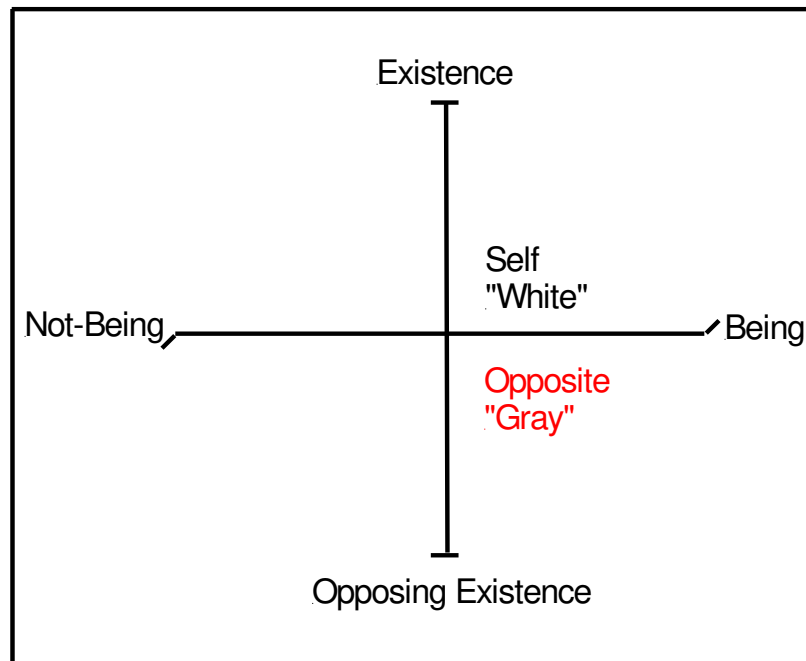 Existence
Self
"White"
Not-Being
Being
Opposite
"Gray"
Opposing Existence